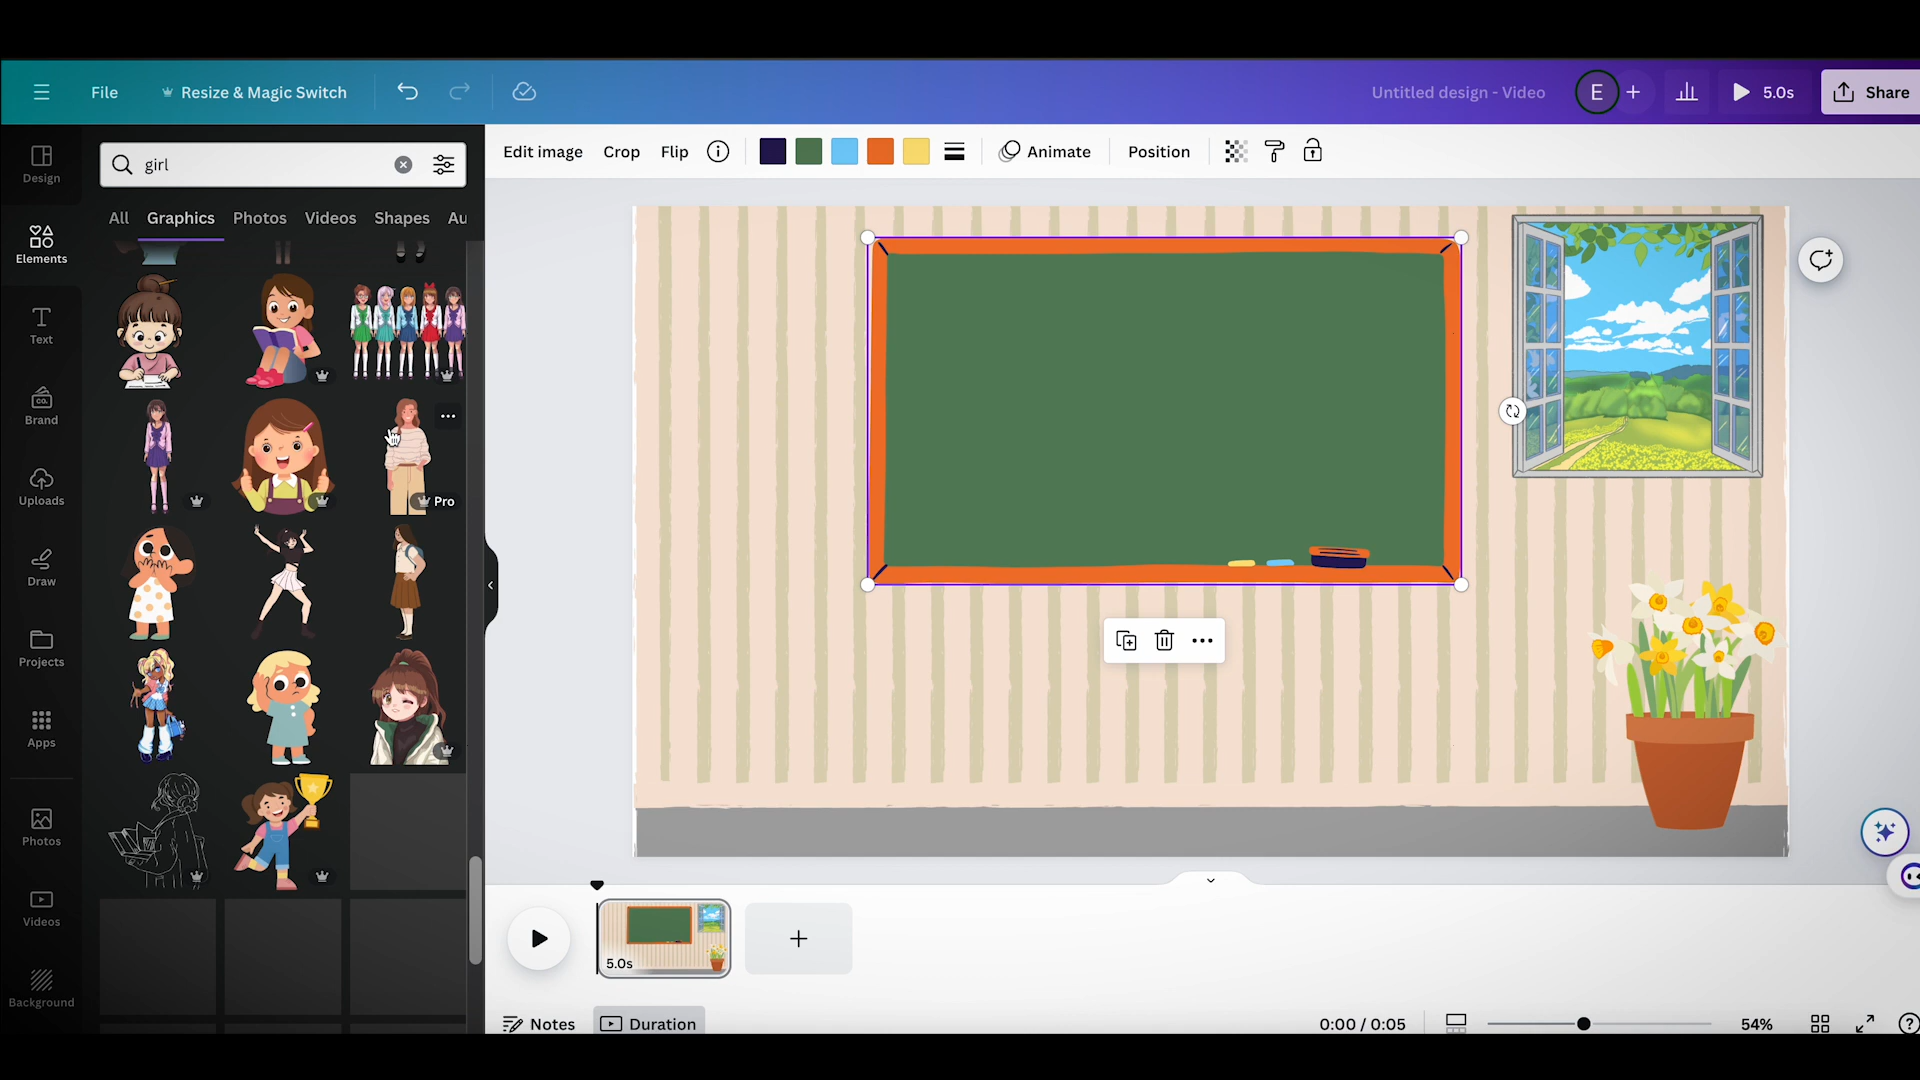 File
Resize & Magic Switch
Untitled design - Video
E
5.0s
Share
Design
Elements
Text
Brand
Uploads
Draw
Projects
Apps
Photos
Videos
Background
girl
All
Graphics
Photos
Videos
Shapes
Au
Pro
Edit image
Crop
Flip
Animate
Position
5.0s
Notes
Duration
0:00 / 0:05
54%